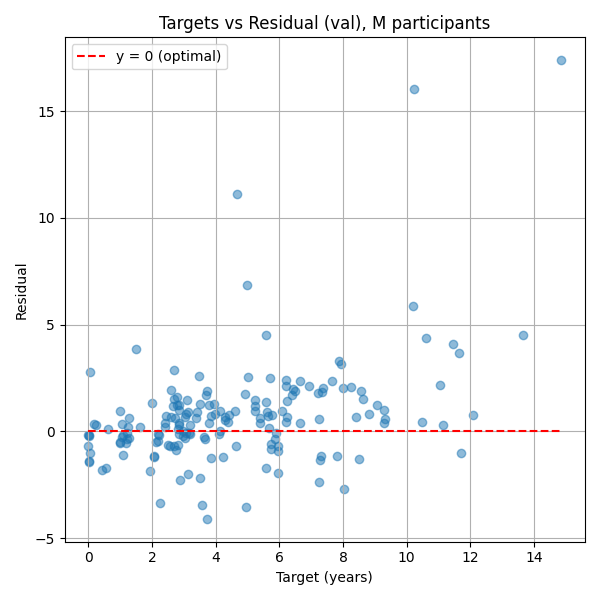 Targets vs Residual (val), M participants
y = 0 (optimal)
Residual
15
10
5
0
−5
0 2 4 6 8 10 12 14
Target (years)